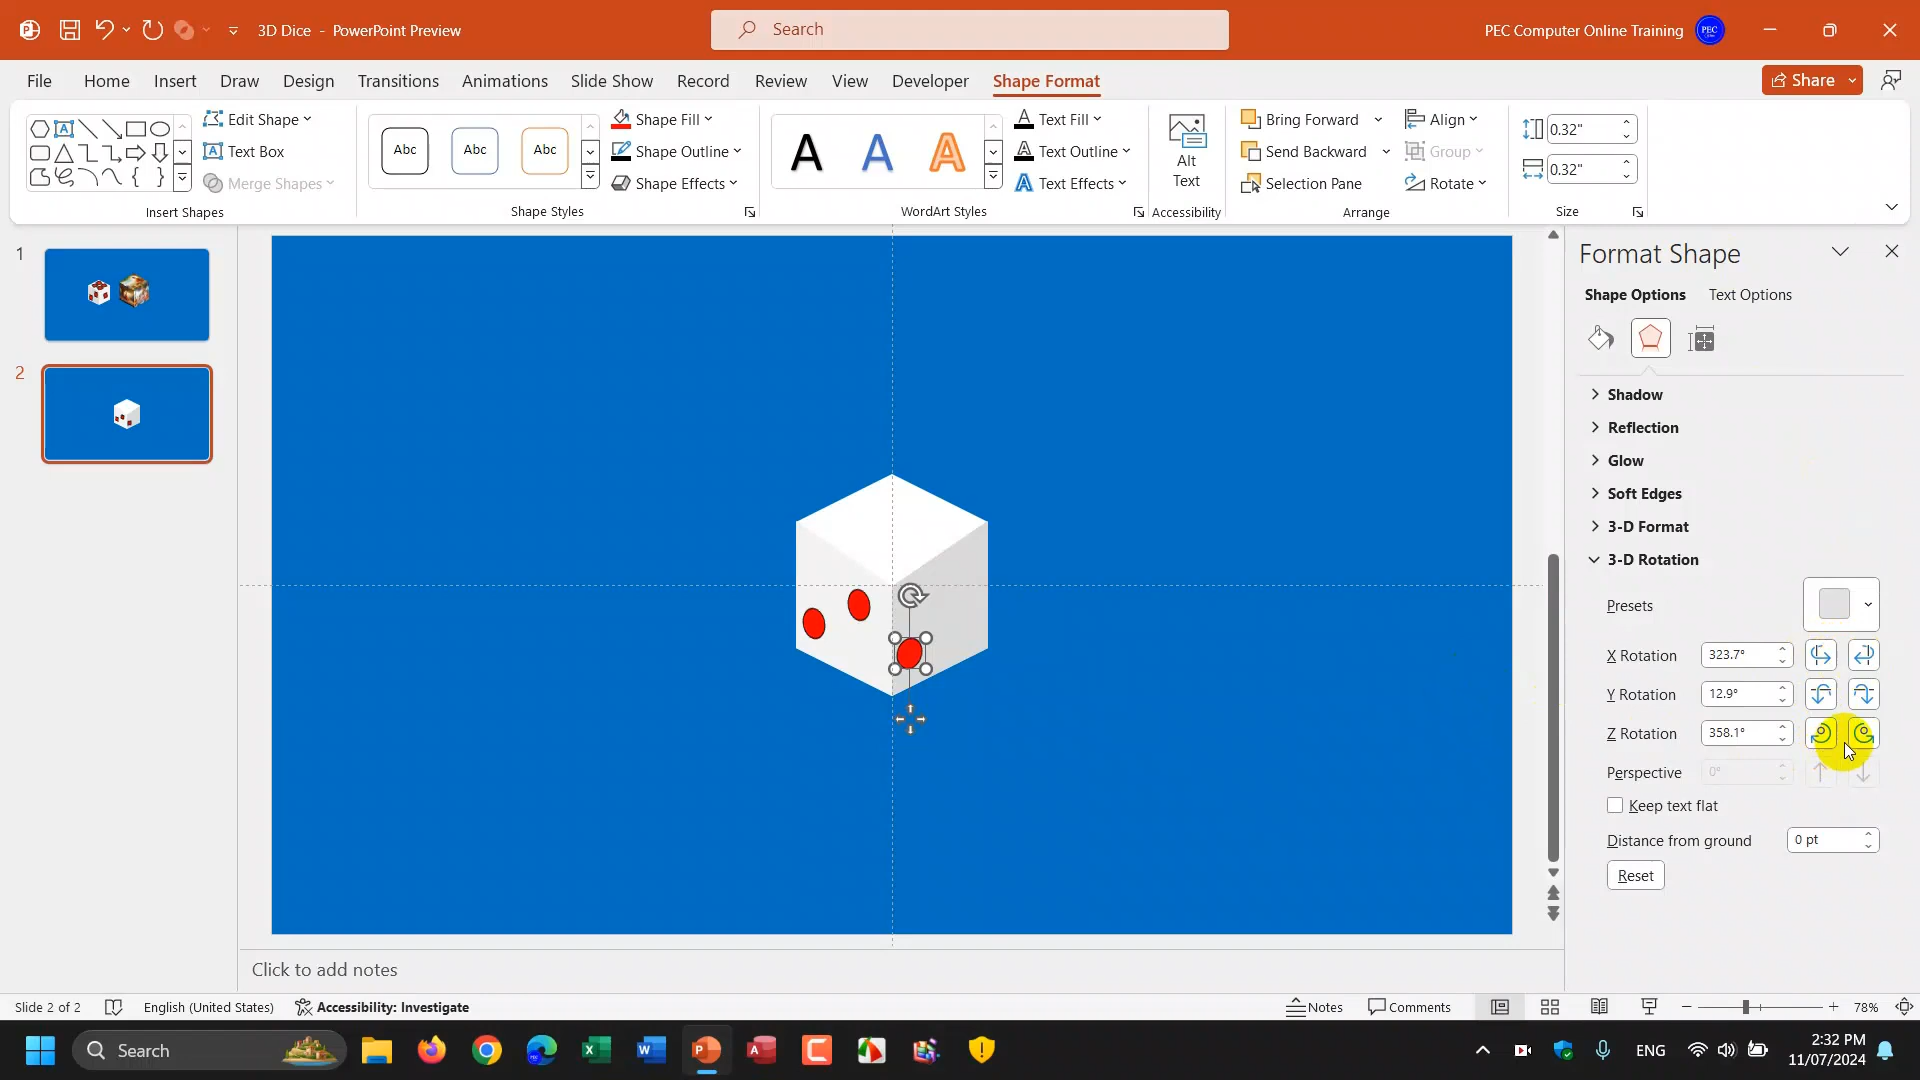 3D Dice - PowerPoint Preview
Search
PEC Computer Online Training
PEC
File
Home
Insert
Draw
Design
Transitions
Animations
Slide Show
Record
Review
View
Developer
Shape Format
Share
Edit Shape
Text Box
Merge Shapes
Insert Shapes
Abc
Abc
Abc
Shape Fill
Shape Outline
Shape Effects
Shape Styles
A
A
A
Text Fill
Text Outline
Text Effects
WordArt Styles
Alt
Text
Accessibility
Bring Forward
Send Backward
Selection Pane
Align
Group
Rotate
Arrange
0.32"
0.32"
Size
1
2
Format Shape
Shape Options
Text Options
Shadow
Reflection
Glow
Soft Edges
3-D Format
3-D Rotation
Presets
X Rotation
323.7°
Y Rotation
12.9°
Z Rotation
358.1°
Perspective
0°
Keep text flat
Distance from ground
0 pt
Reset
Click to add notes
Slide 2 of 2
English (United States)
Accessibility: Investigate
Notes
Comments
78%
Search
ENG
2:32 PM
11/07/2024